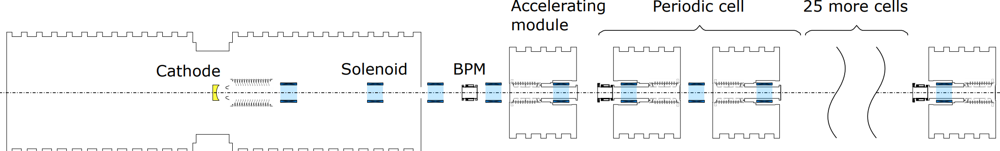 Accelerating
module
Periodic cell
25 more cells
Cathode
Solenoid
BPM